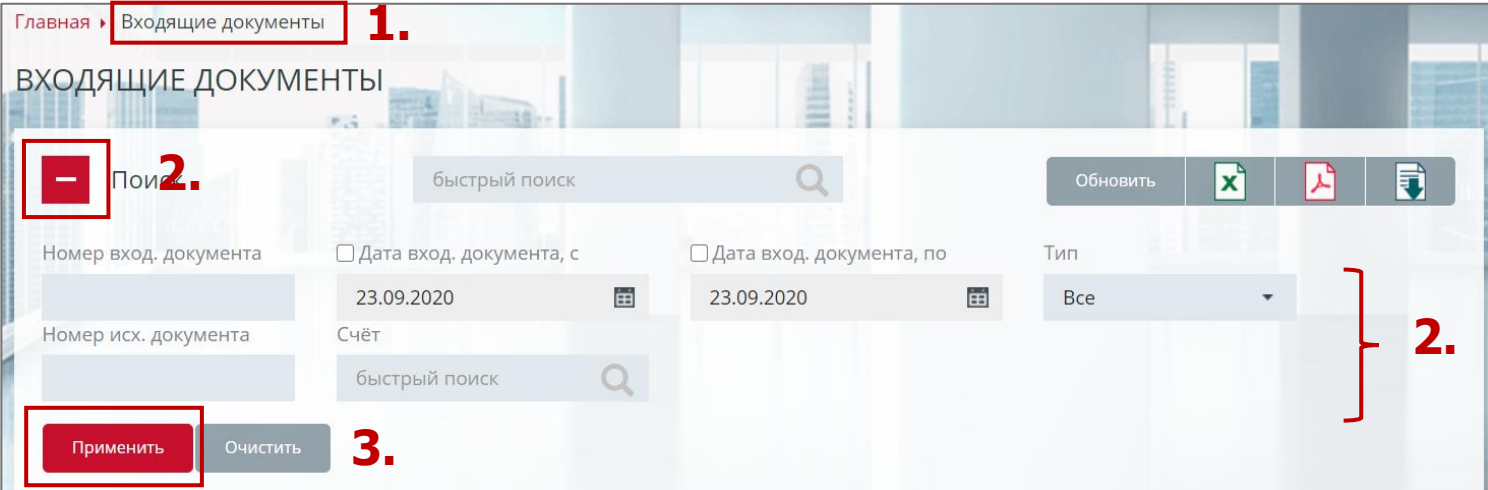 Главная ▸ Входящие документы 1.
ВХОДЯЩИЕ ДОКУМЕНТЫ
Поиск 2. быстрый поиск Обновить
Номер вход. документа Дата вход. документа, с Дата вход. документа, по Тип
23.09.2020 23.09.2020 Все
Номер исх. документа Счёт 2.
быстрый поиск
Применить Очистить 3.